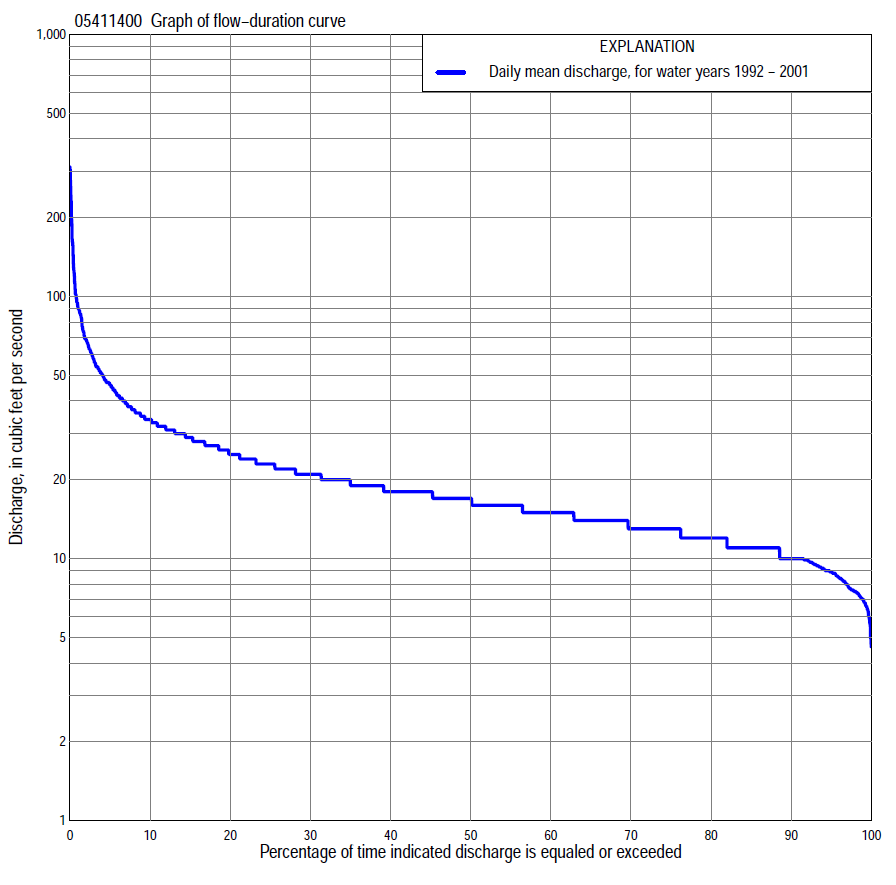 05411400 Graph of flow−duration curve
EXPLANATION
Daily mean discharge, for water years 1992 − 2001
Discharge, in cubic feet per second
1,000
500
200
100
50
20
10
5
2
1
0 10 20 30 40 50 60 70 80 90 100
Percentage of time indicated discharge is equaled or exceeded